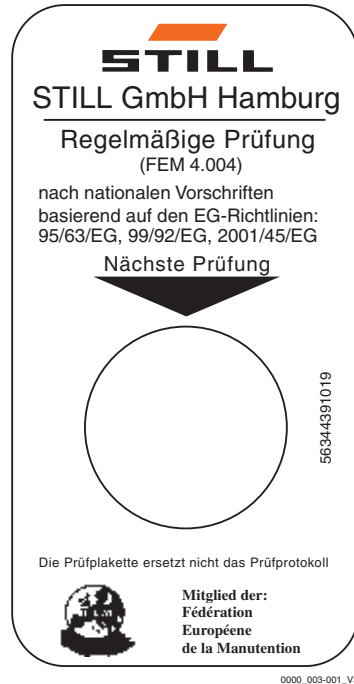 STILL
STILL GmbH Hamburg
Regelmäßige Prüfung
(FEM 4.004)
nach nationalen Vorschriften
basierend auf den EG-Richtlinien:
95/63/EG, 99/92/EG, 2001/45/EG
Nächste Prüfung
56344391019
Die Prüfplakette ersetzt nicht das Prüfprotokoll
Mitglied der:
Fédération
Européene
de la Manutention